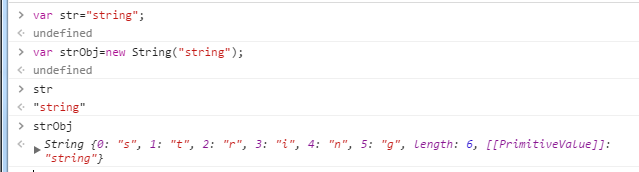 > var str="string";
<· undefined
> var strObj=new String("string");
<· undefined
> str
<· "string"
> strObj
<· ▶ String {0: "s", 1: "t", 2: "r", 3: "i", 4: "n", 5: "g", length: 6, [[PrimitiveValue]]:
"string"}